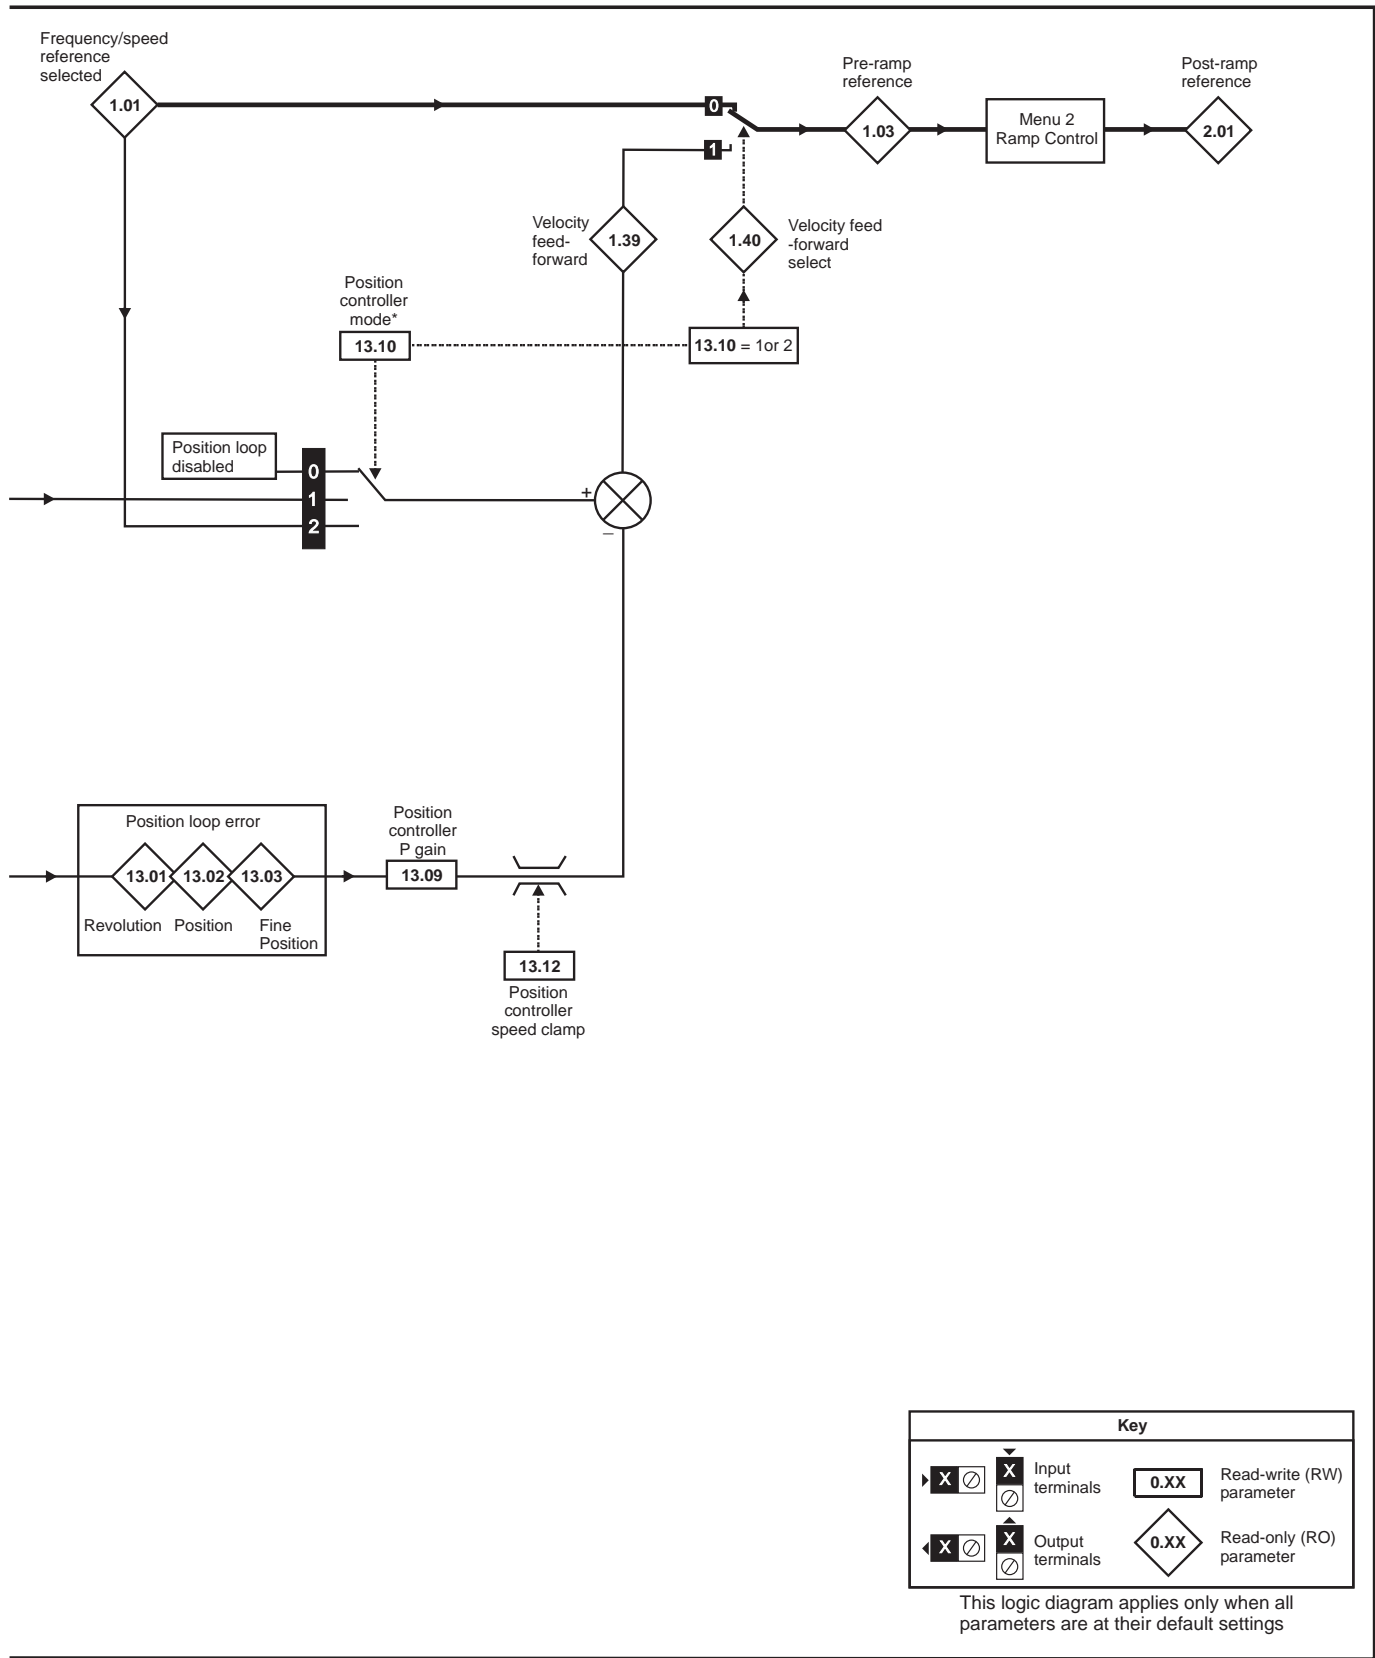 Frequency/speed
reference
selected
1.01
0
1
Pre-ramp
reference
1.03
Menu 2
Ramp Control
Post-ramp
reference
2.01
Velocity
feed-
forward
1.39
1.40
Velocity feed
-forward
select
Position
controller
mode*
13.10
13.10 = 1or 2
Position loop
disabled
0
1
2
+
–
Position loop error
13.01
13.02
13.03
Revolution
Position
Fine
Position
Position
controller
P gain
13.09
13.12
Position
controller
speed clamp
Key
X
X
Input
terminals
0.XX
Read-write (RW)
parameter
X
X
Output
terminals
0.XX
Read-only (RO)
parameter
This logic diagram applies only when all
parameters are at their default settings